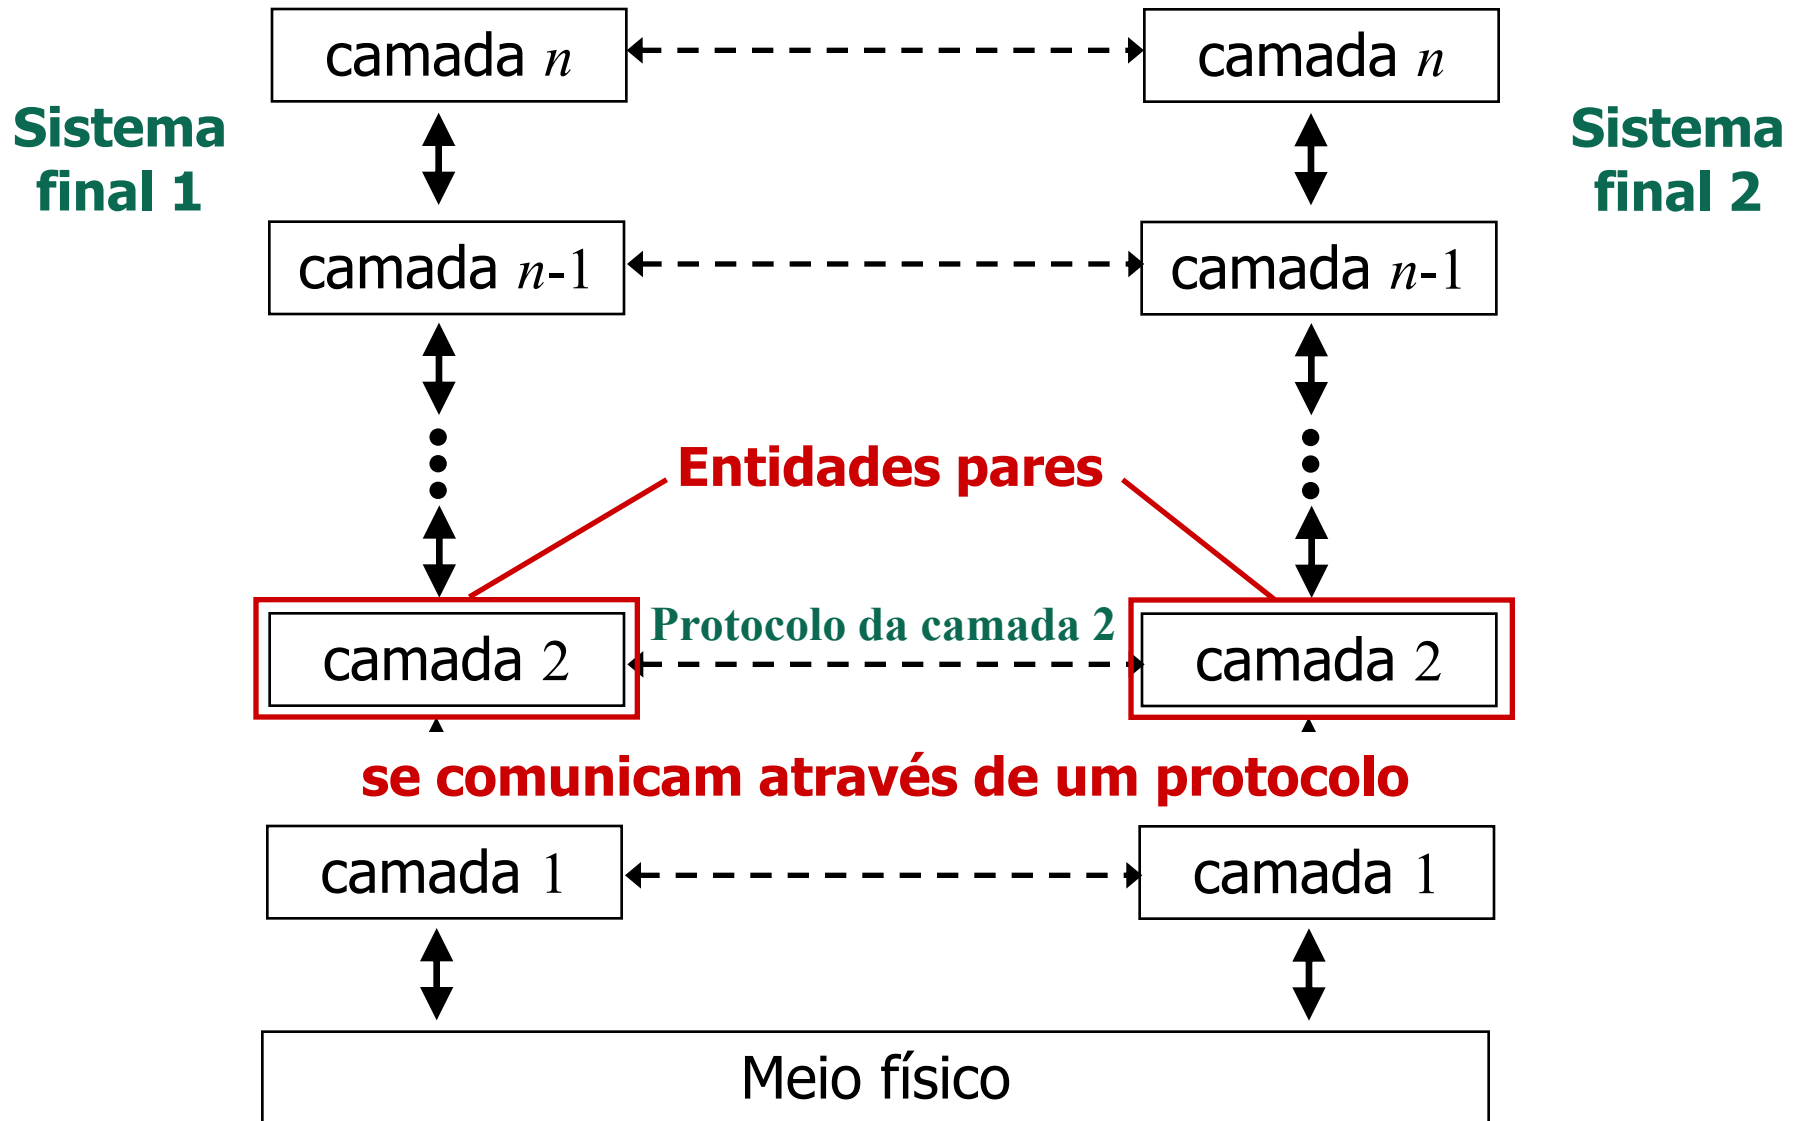 camada n
camada n
Sistema
final 1
Sistema
final 2
camada n-1
camada n-1
Entidades pares
Protocolo da camada 2
camada 2
camada 2
se comunicam através de um protocolo
camada 1
camada 1
Meio físico